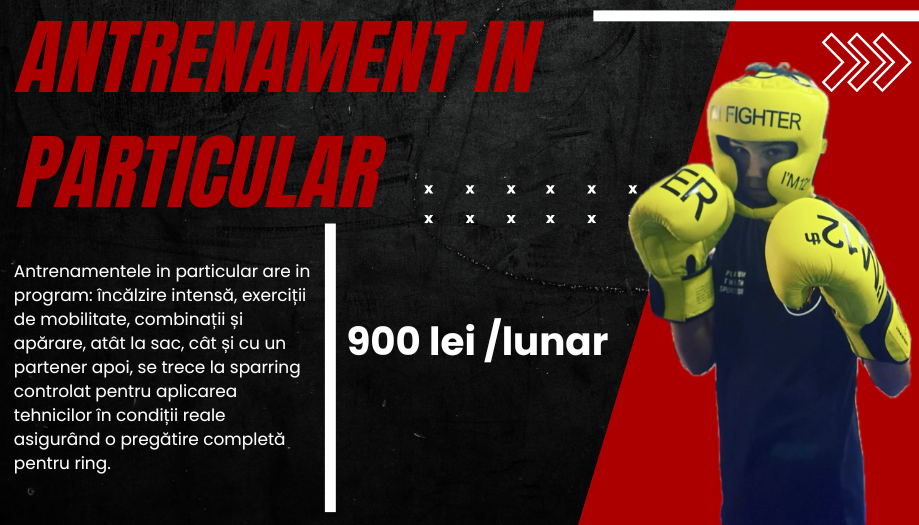 ANTRENAMENT IN
PARTICULAR
x x x x x x
x x x x x
Antrenamentele in particular are in
program: încălzire intensă, exerciții
de mobilitate, combinații și
apărare, atât la sac, cât și cu un
partener apoi, se trece la sparring
controlat pentru aplicarea
tehnicilor în condiții reale
asigurând o pregătire completă
pentru ring.
900 lei /lunar
FIGHTER
I'M12
ER
12